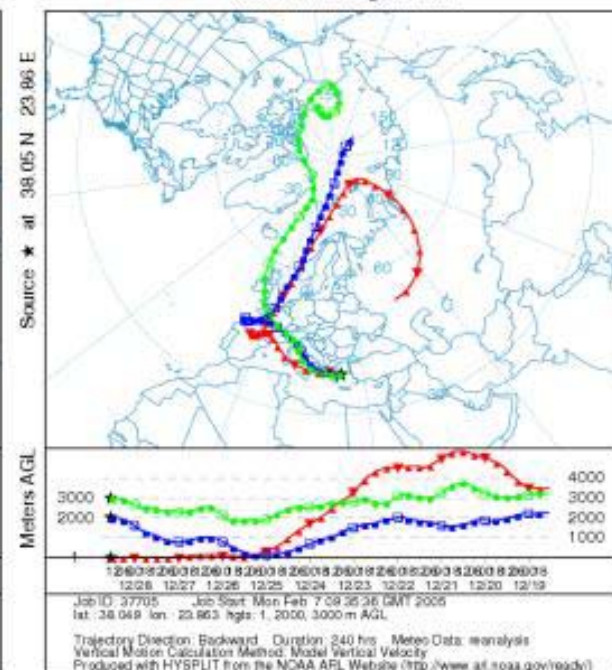 Source ★ at 38.05 N 23.86 E
30
60
Meters AGL
3000
2000
4000
3000
2000
1000
12/28 12/27 12/26 12/25 12/24 12/23 12/22 12/21 12/20 12/19
Job ID: 37705 Job Start: Mon Feb 7 09:35:36 GMT 2005
lat.: 38.049 lon.: 23.863 hgts: 1, 2000, 3000 m AGL
Trajectory Direction: Backward Duration: 240 hrs Meteo Data: reanalysis
Vertical Motion Calculation Method: Model Vertical Velocity
Produced with HYSPLIT from the NOAA ARL Website (http://www.arl.noaa.gov/ready/)